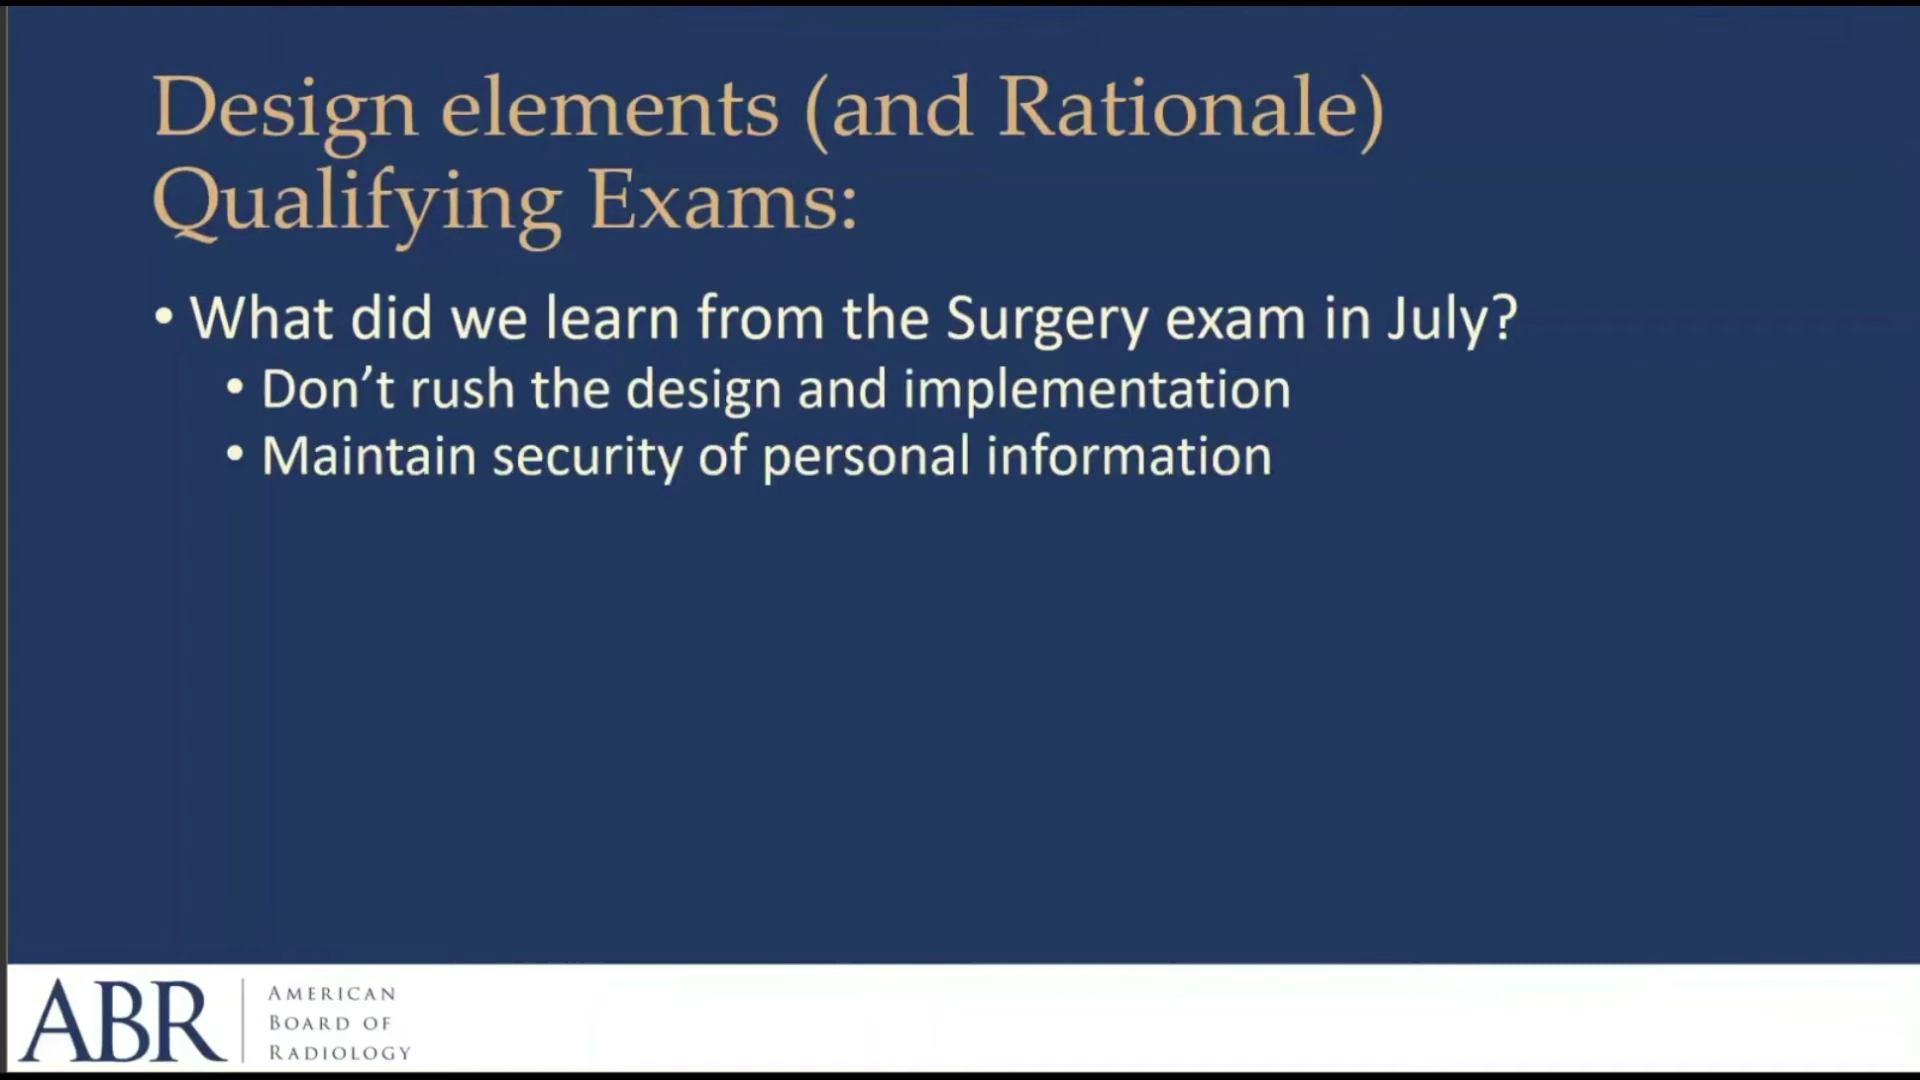 Design elements (and Rationale)
Qualifying Exams:
• What did we learn from the Surgery exam in July?
• Don’t rush the design and implementation
• Maintain security of personal information
ABR
AMERICAN
BOARD OF
RADIOLOGY